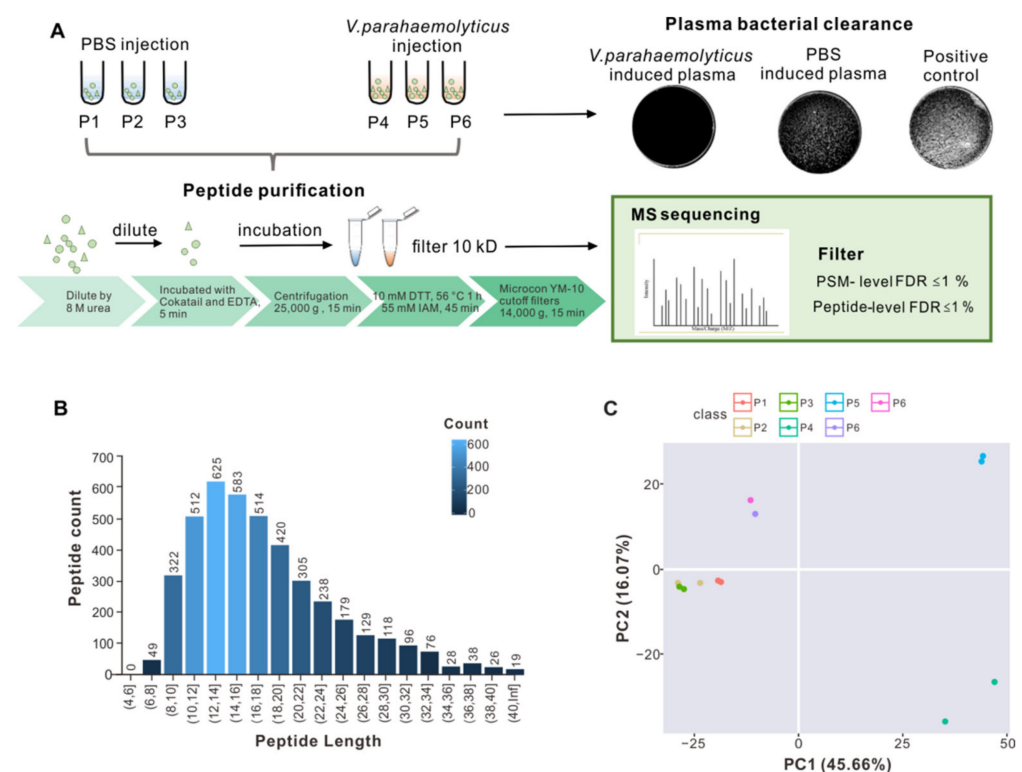 A
PBS injection
V.parahaemolyticus
injection
P1 P2 P3
P4 P5 P6
Plasma bacterial clearance
V.parahaemolyticus
induced plasma
PBS
induced plasma
Positive
control
Peptide purification
dilute
incubation
filter 10 kD
Dilute by
8 M urea
Incubated with
Cokatail and EDTA,
5 min
Centrifugation
25,000 g , 15 min
10 mM DTT, 56 °C 1 h
55 mM IAM, 45 min
Microcon YM-10
cutoff filters
14,000 g, 15 min
MS sequencing
Intensity
Mass/Charge (M/Z)
Filter
PSM- level FDR ≤1 %
Peptide-level FDR ≤1 %
B
Count
600
400
200
0
Peptide count
700
600
500
400
300
200
100
0
0 49 322 512 625 583 514 420 305 238 179 129 118 96 76 28 38 26 19
(4,6] (6,8] (8,10] (10,12] (12,14] (14,16] (16,18] (18,20] (20,22] (22,24] (24,26] (26,28] (28,30] (30,32] (32,34] (34,36] (36,38] (38,40] (40,Inf]
Peptide Length
C
class
P1 P3 P5 P6
P2 P4 P6
PC2 (16.07%)
20
0
−20
−25 0 25 50
PC1 (45.66%)